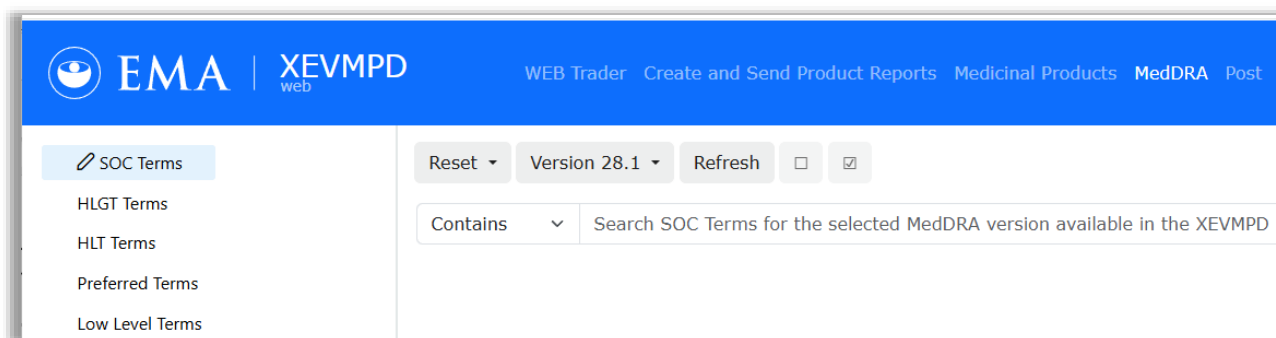 EMA | XEVMPD web
WEB Trader Create and Send Product Reports Medicinal Products MedDRA Post
SOC Terms
HLGT Terms
HLT Terms
Preferred Terms
Low Level Terms
Reset Version 28.1 Refresh
Contains Search SOC Terms for the selected MedDRA version available in the XEVMPD